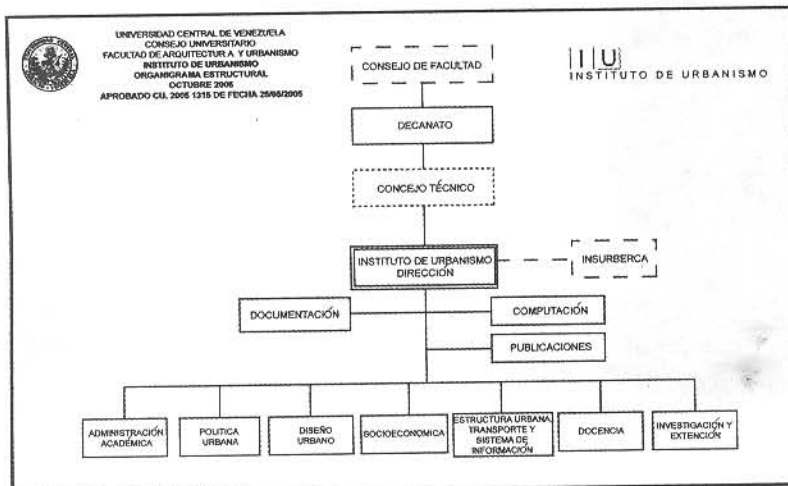 UNIVERSIDAD CENTRAL DE VENEZUELA
CONSEJO UNIVERSITARIO
FACULTAD DE ARQUITECTURA Y URBANISMO
INSTITUTO DE URBANISMO
ORGANIGRAMA ESTRUCTURAL
OCTUBRE 2005
APROBADO CU. 2005 1315 DE FECHA 25/05/2005
IU
INSTITUTO DE URBANISMO
CONSEJO DE FACULTAD
DECANATO
CONCEJO TÉCNICO
INSTITUTO DE URBANISMO
DIRECCIÓN
INSURBECA
DOCUMENTACIÓN
COMPUTACIÓN
PUBLICACIONES
ADMINISTRACIÓN
ACADÉMICA
POLITICA
URBANA
DISEÑO
URBANO
SOCIOECONOMICA
ESTRUCTURA URBANA,
TRANSPORTE Y
SISTEMA DE
INFORMACIÓN
DOCENCIA
INVESTIGACIÓN Y
EXTENCIÓN